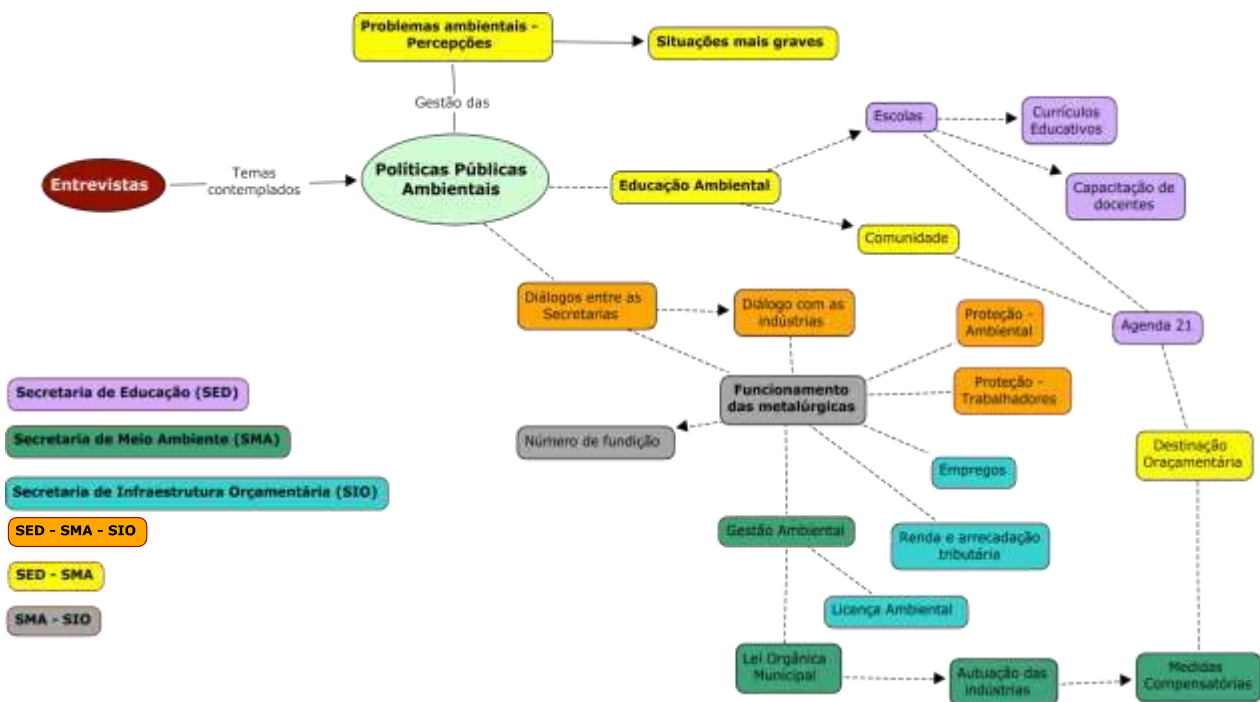 Problemas ambientais -
Percepções
Situações mais graves
Gestão das
Entrevistas
Temas
contemplados
Políticas Públicas
Ambientais
Educação Ambiental
Escolas
Currículos
Educativos
Capacitação de
docentes
Comunidade
Agenda 21
Diálogos entre as
Secretarias
Diálogo com as
indústrias
Proteção -
Ambiental
Proteção -
Trabalhadores
Funcionamento
das metalúrgicas
Número de fundição
Empregos
Destinação
Oraçamentária
Gestão Ambiental
Renda e arrecadação
tributária
Licença Ambiental
Lei Orgânica
Municipal
Autuação das
indústrias
Medidas
Compensatórias
Secretaria de Educação (SED)
Secretaria de Meio Ambiente (SMA)
Secretaria de Infraestrutura Orçamentária (SIO)
SED - SMA - SIO
SED - SMA
SMA - SIO